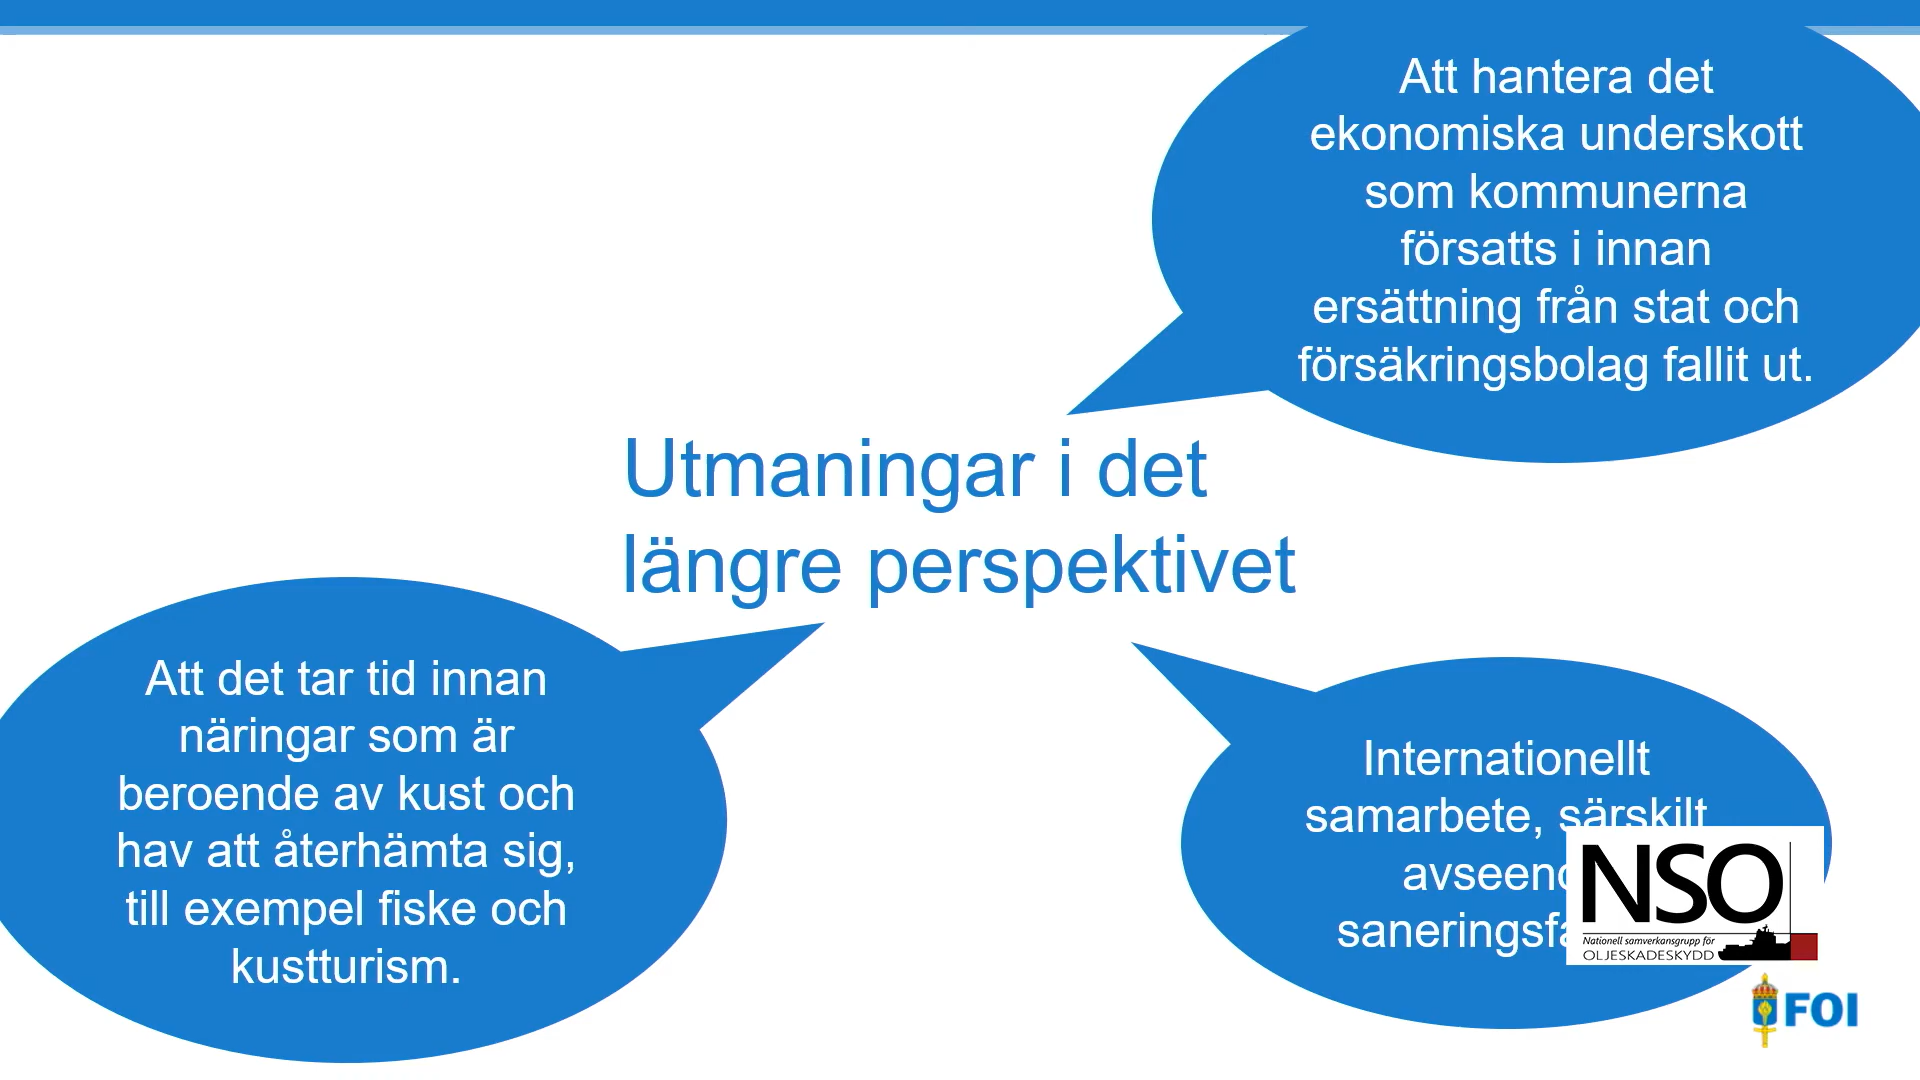 Att hantera det
ekonomiska underskott
som kommunerna
försatts i innan
ersättning från stat och
försäkringsbolag fallit ut.
Utmaningar i det
längre perspektivet
Att det tar tid innan
näringar som är
beroende av kust och
hav att återhämta sig,
till exempel fiske och
kustturism.
Internationellt
samarbete, särskilt
NSO
Nationell samverkansgrupp för
OLJESKADESKYDD
FOI